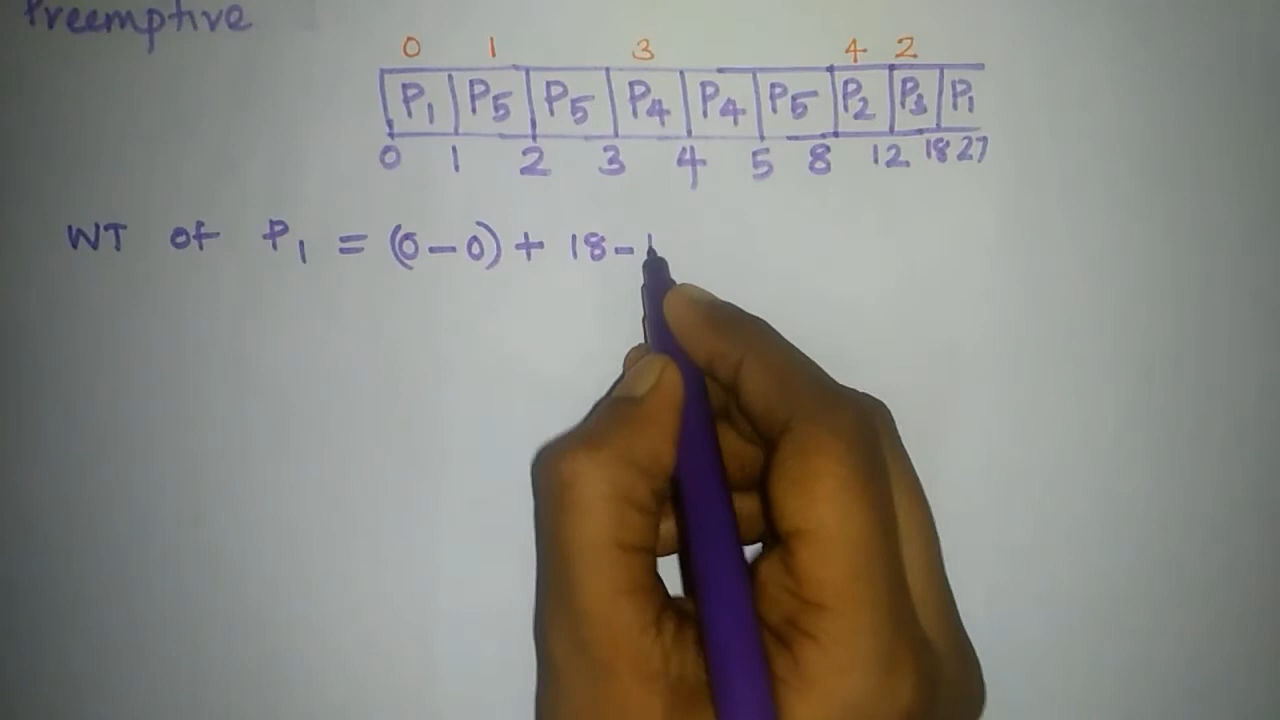 Preemptive
0 1 3 4 2
P1 P5 P5 P4 P4 P5 P2 P3 P1
0 1 2 3 4 5 8 12 18 27
WT of P1 = (0-0) + 18-1